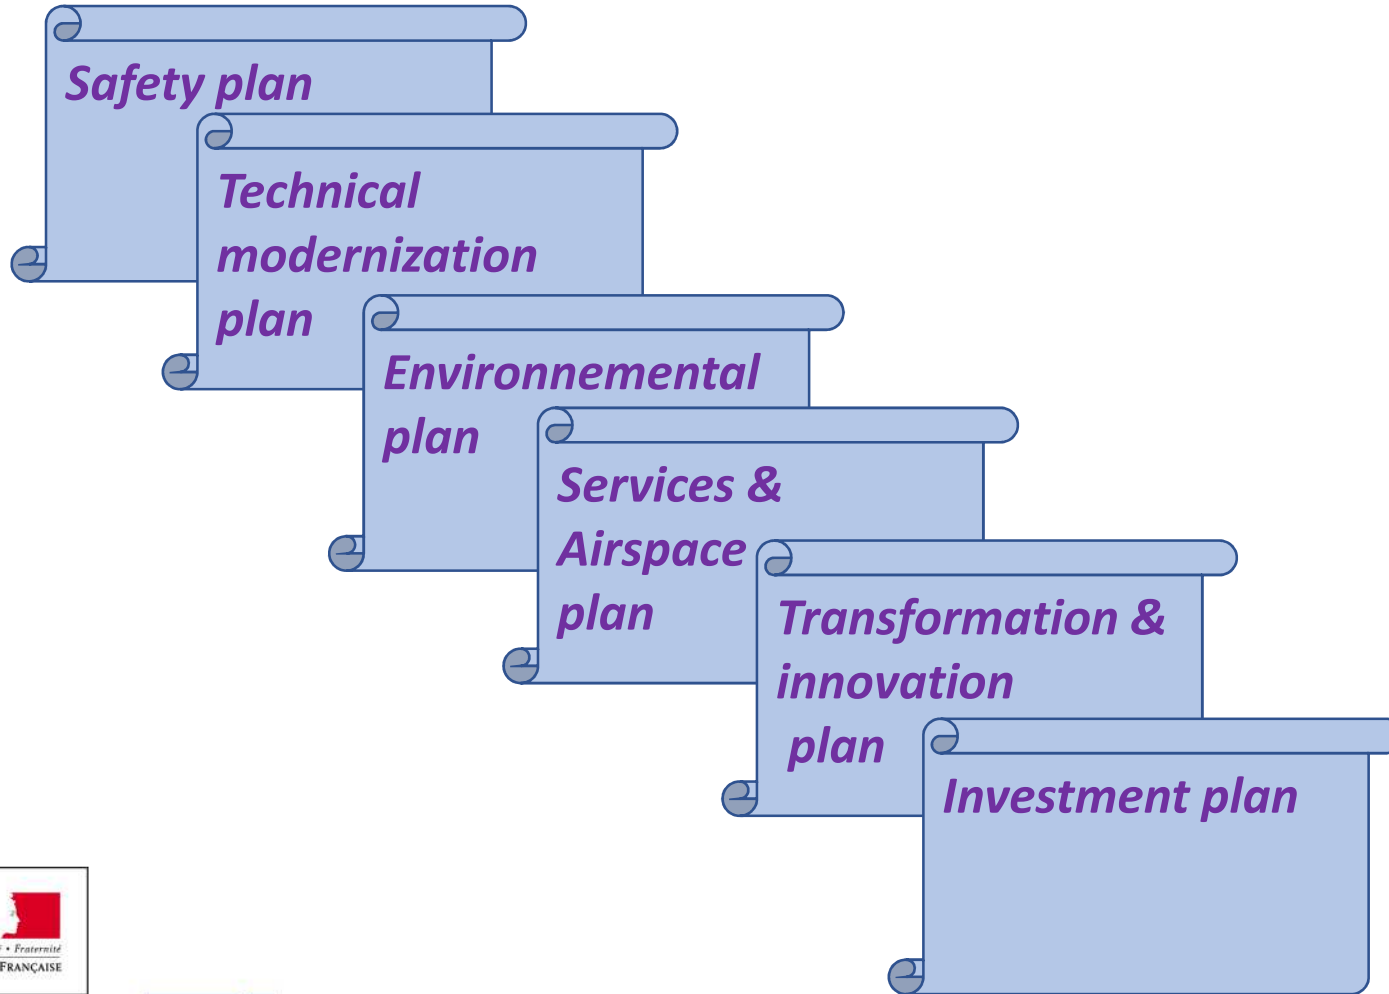 Safety plan
Technical
modernization
plan
Environnemental
plan
Services &
Airspace
plan
Transformation &
innovation
plan
Investment plan
• Fraternité
FRANÇAISE